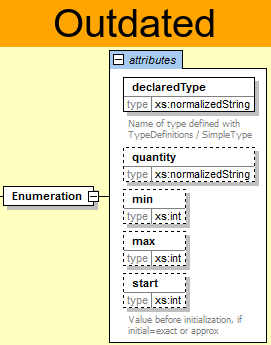 Outdated
attributes
declaredType
type xs:normalizedString
Name of type defined with
TypeDefinitions / SimpleType
quantity
type xs:normalizedString
Enumeration
min
type xs:int
max
type xs:int
start
type xs:int
Value before initialization, if
initial=exact or approx